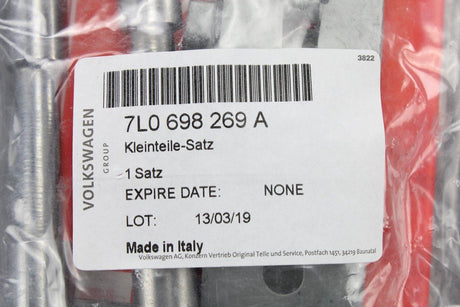 3822
VOLKSWAGEN
GROUP
7L0 698 269 A
Kleinteile-Satz
1 Satz
EXPIRE DATE: NONE
LOT: 13/03/19
Made in Italy
Volkswagen AG, Konzern Vertrieb Original Teile und Service, Postfach 1451, 34219 Baunatal